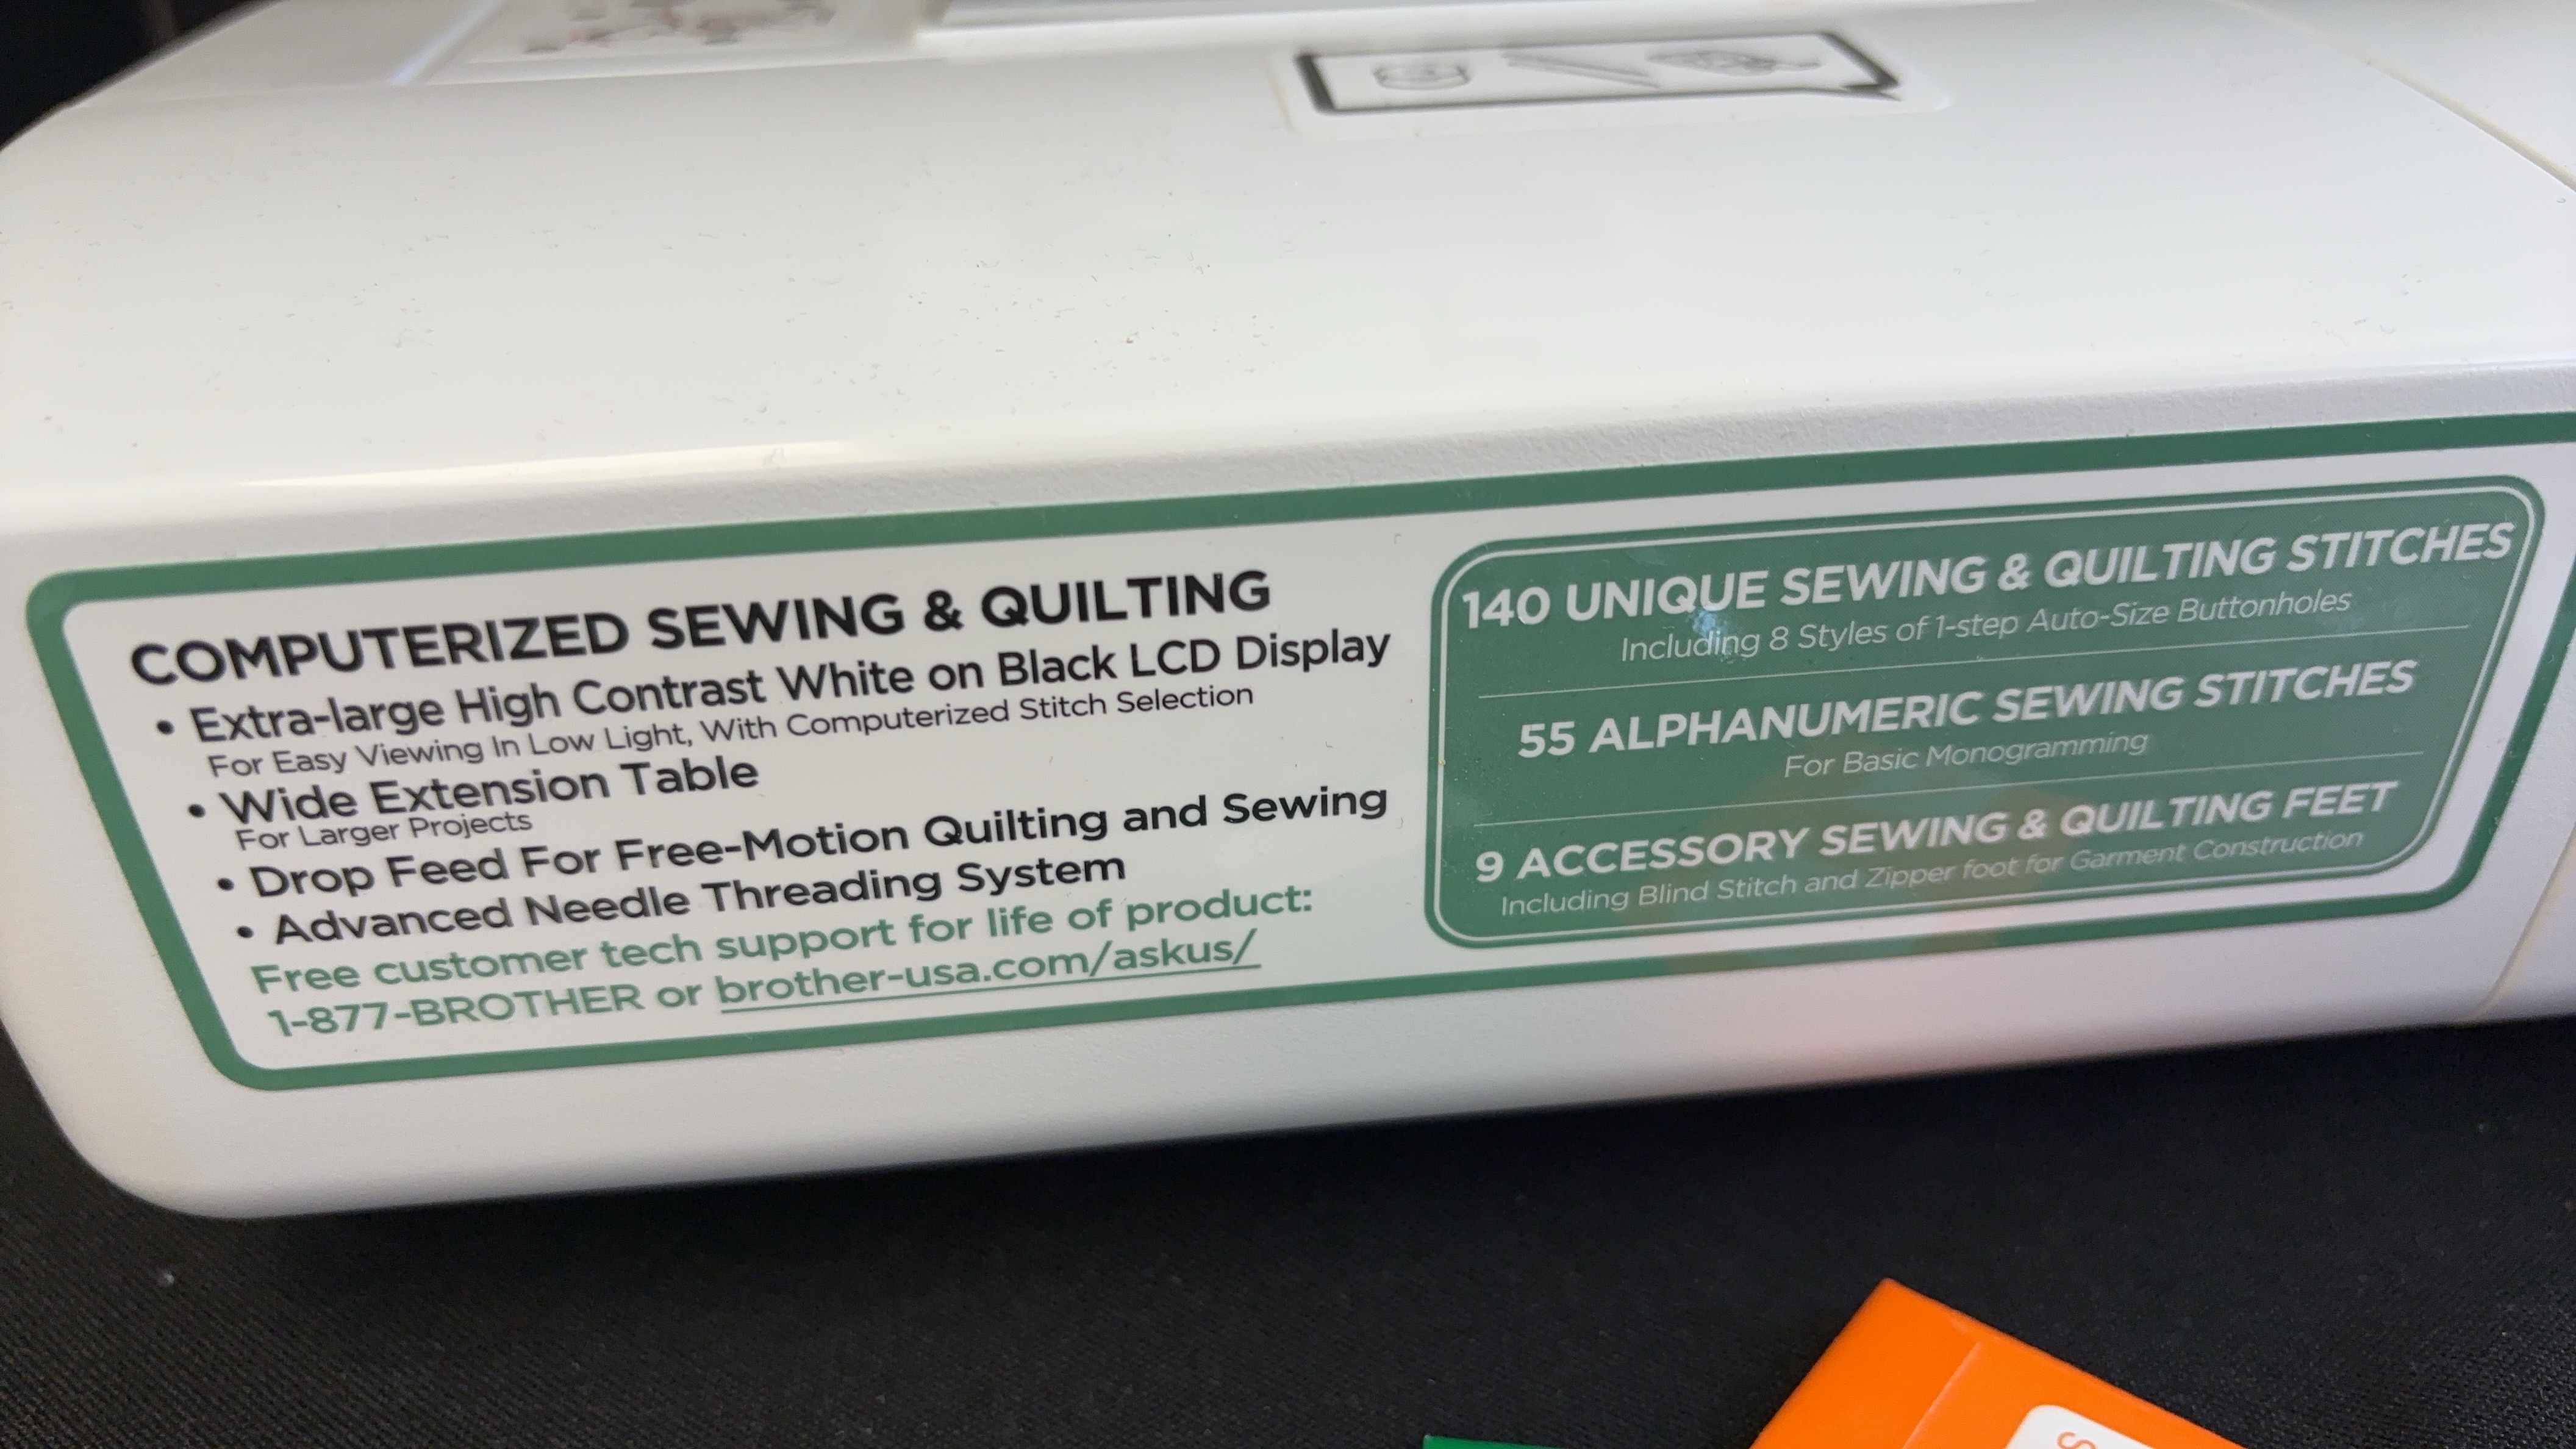 COMPUTERIZED SEWING & QUILTING
• Extra-large High Contrast White on Black LCD Display
For Easy Viewing In Low Light, With Computerized Stitch Selection
• Wide Extension Table
For Larger Projects
• Drop Feed For Free-Motion Quilting and Sewing
• Advanced Needle Threading System
Free customer tech support for life of product:
1-877-BROTHER or brother-usa.com/askus/
140 UNIQUE SEWING & QUILTING STITCHES
Including 8 Styles of 1-step Auto-Size Buttonholes
55 ALPHANUMERIC SEWING STITCHES
For Basic Monogramming
9 ACCESSORY SEWING & QUILTING FEET
Including Blind Stitch and Zipper foot for Garment Construction